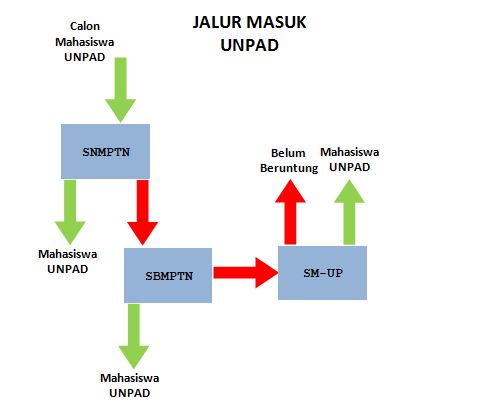 JALUR MASUK
UNPAD
Calon
Mahasiswa
UNPAD
SNMPTN
Belum
Beruntung
Mahasiswa
UNPAD
Mahasiswa
UNPAD
SBMPTN
SM-UP
Mahasiswa
UNPAD